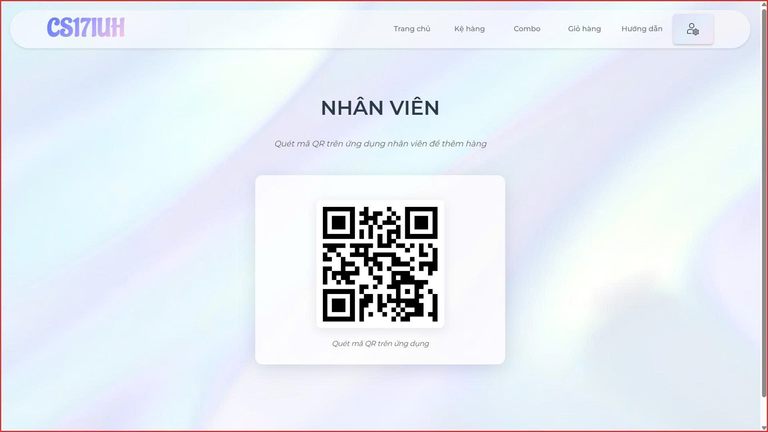 CS171IUH
Trang chủ
Kệ hàng
Combo
Giỏ hàng
Hướng dẫn
NHÂN VIÊN
Quét mã QR trên ứng dụng nhân viên để thêm hàng
Quét mã QR trên ứng dụng